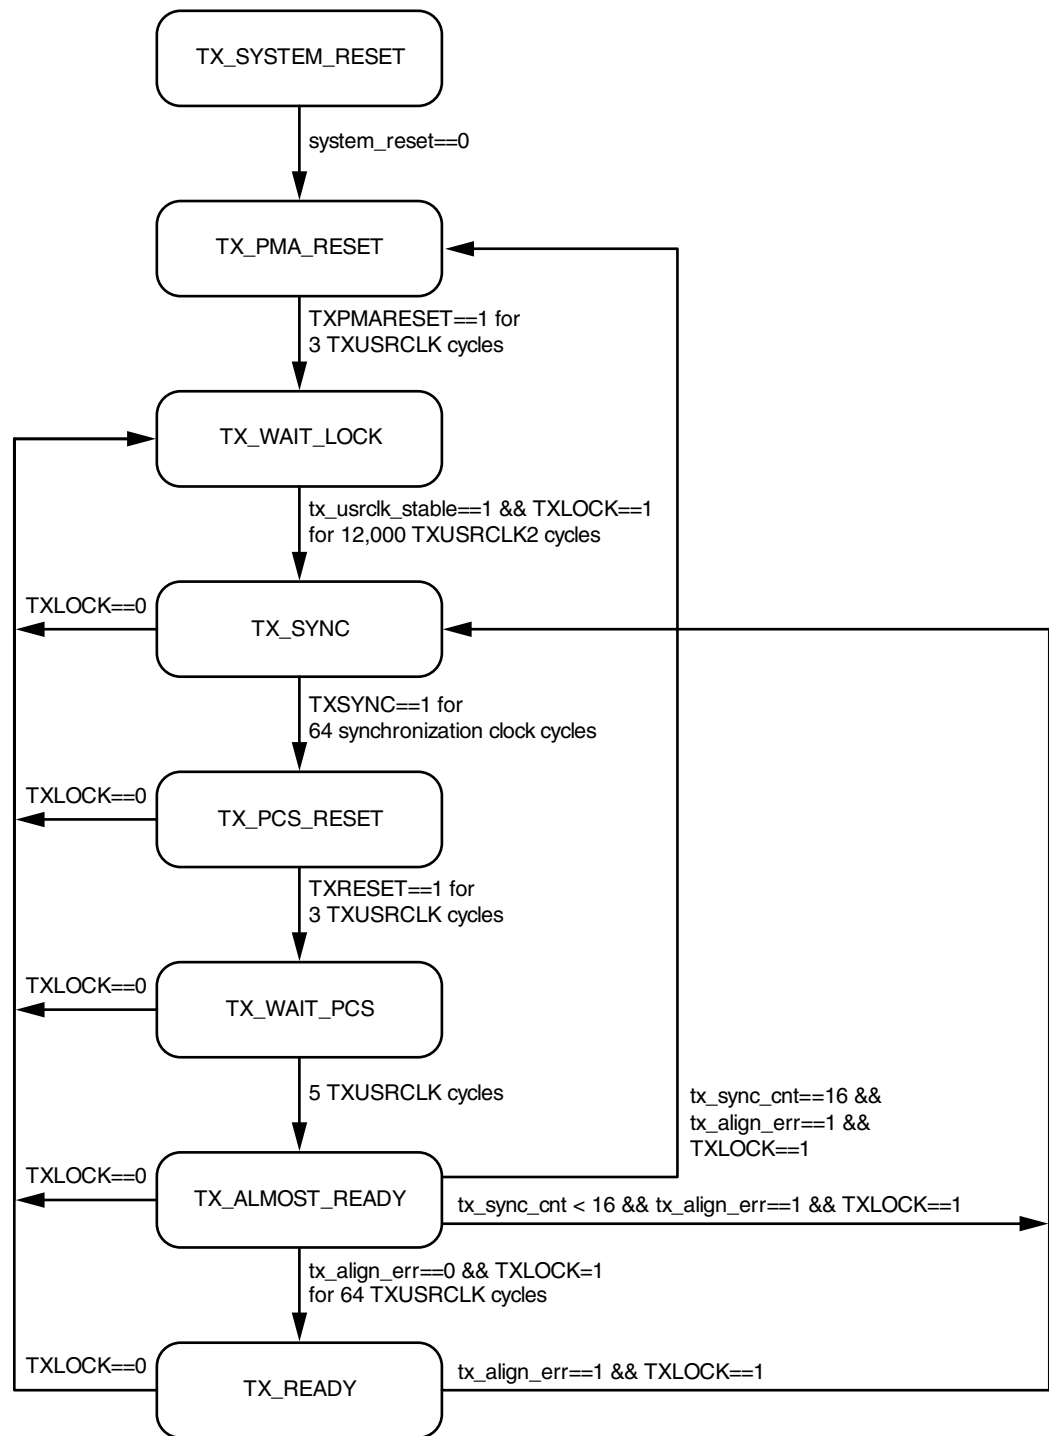 TX_SYSTEM_RESET
system_reset==0
TX_PMA_RESET
TXPMARESET==1 for
3 TXUSRCLK cycles
TX_WAIT_LOCK
tx_usrclk_stable==1 && TXLOCK==1
for 12,000 TXUSRCLK2 cycles
TXLOCK==0
TX_SYNC
TXSYNC==1 for
64 synchronization clock cycles
TXLOCK==0
TX_PCS_RESET
TXRESET==1 for
3 TXUSRCLK cycles
TXLOCK==0
TX_WAIT_PCS
5 TXUSRCLK cycles
tx_sync_cnt==16 &&
tx_align_err==1 &&
TXLOCK==1
TXLOCK==0
TX_ALMOST_READY
tx_sync_cnt < 16 && tx_align_err==1 && TXLOCK==1
tx_align_err==0 && TXLOCK=1
for 64 TXUSRCLK cycles
TXLOCK==0
TX_READY
tx_align_err==1 && TXLOCK==1